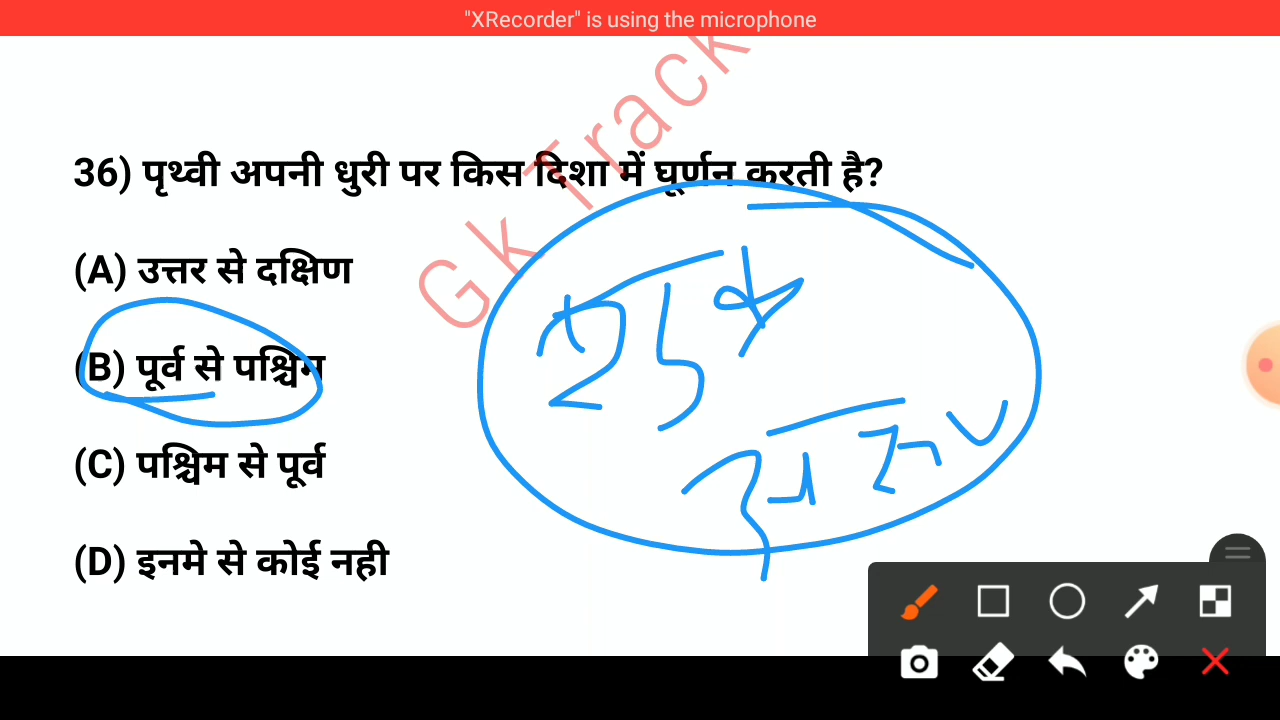 "XRecorder" is using the microphone
Gk Track
36) पृथ्वी अपनी धुरी पर किस दिशा में घूर्णन करती है?
(A) उत्तर से दक्षिण
(B) पूर्व से पश्चिम
(C) पश्चिम से पूर्व
(D) इनमे से कोई नही